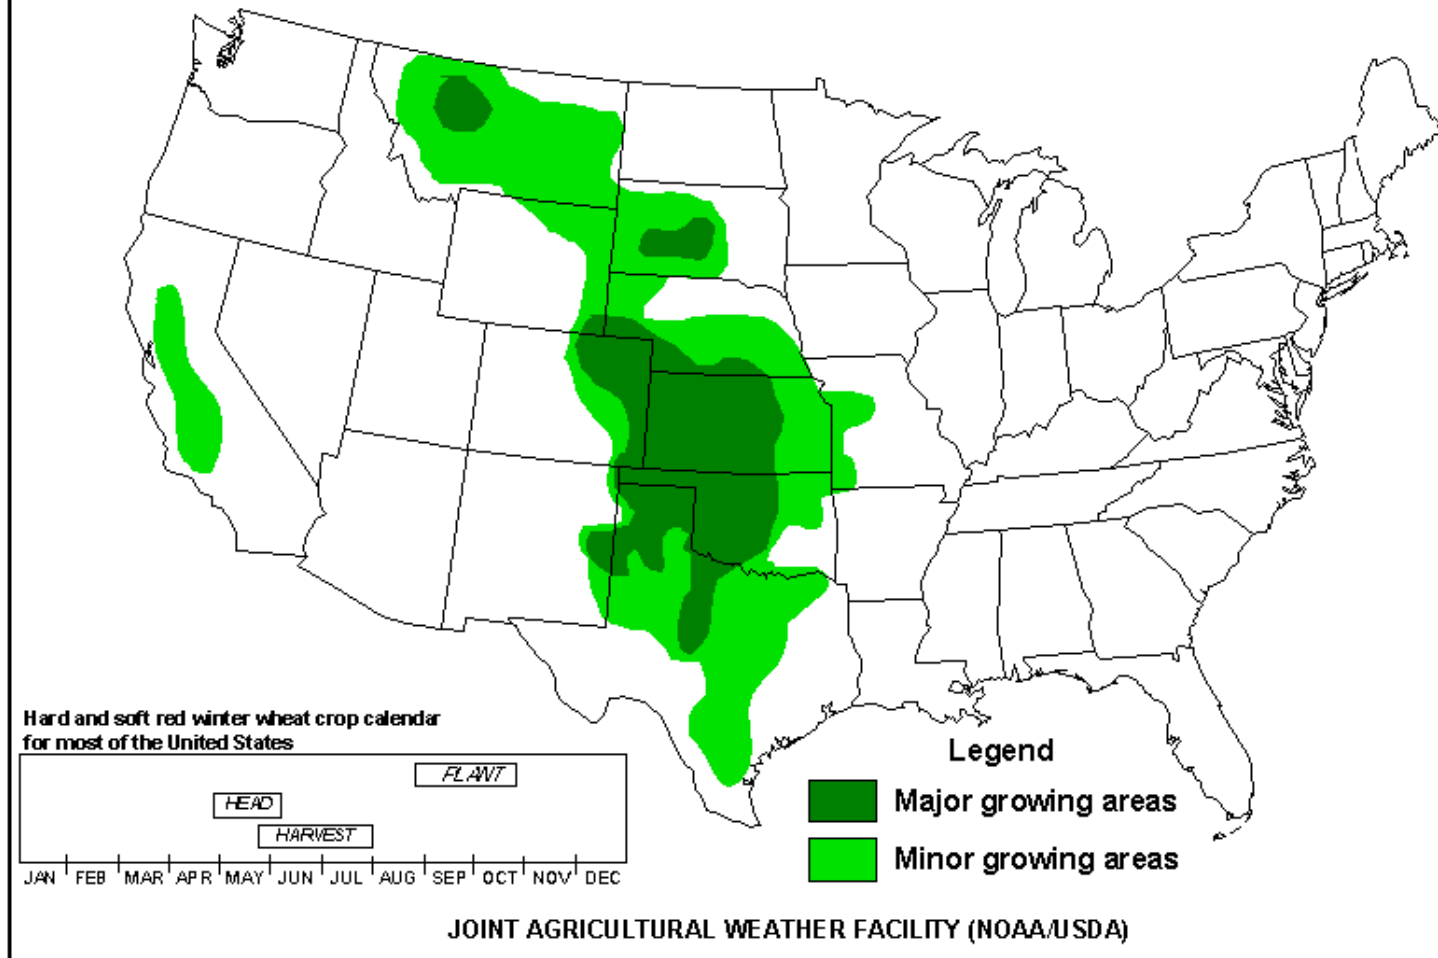 Hard and soft red winter wheat crop calendar
for most of the United States
PLANT
HEAD
HARVEST
JAN FEB MAR APR MAY JUN JUL AUG SEP OCT NOV DEC
Legend
Major growing areas
Minor growing areas
JOINT AGRICULTURAL WEATHER FACILITY (NOAA/USDA)